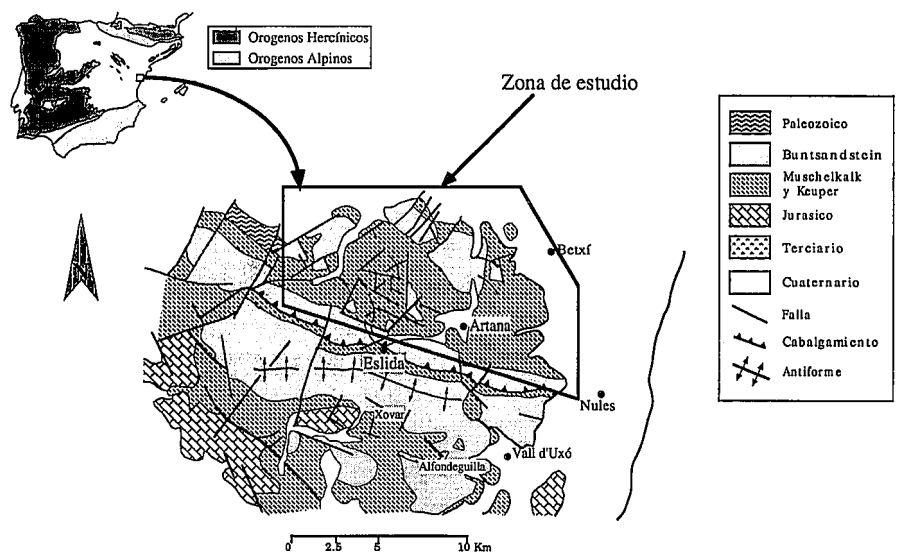 Orogenos Hercínicos
Orogenos Alpinos
Zona de estudio
Paleozoico
Buntsandstein
Muschelkalk
y Keuper
Jurasico
Terciario
Cuaternario
Falla
Cabalgamiento
Antiforme
Betxí
Artana
Eslida
Nules
Xovar
Vall d'Uxó
Alfondeguilla
0 2.5 5 10 Km